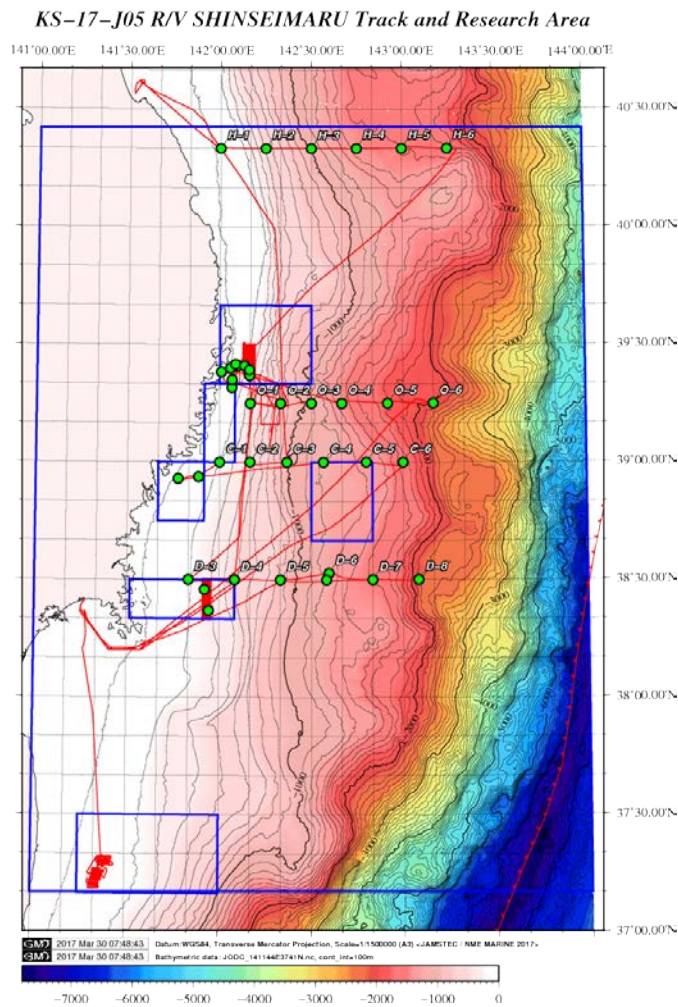 KS-17-J05 R/V SHINSEIMARU Track and Research Area
141°00.00'E 141°30.00'E 142°00.00'E 142°30.00'E 143°00.00'E 143°30.00'E 144°00.00'E
40°30.00'N
H-1 H-2 H-3 H-4 H-5 H-6
-2000
40°00.00'N
-1000
39°30.00'N
-3000
O-1 O-2 O-3 O-4 O-5 O-6
39°00.00'N
C-1 C-2 C-3 C-4 C-5 C-6
-1000
38°30.00'N
D-3 D-4 D-5 D-6 D-7 D-8
38°00.00'N
-2000
-1000
37°30.00'N
37°00.00'N
GMT 2017 Mar 30 07:48:43 Datum:WGS84, Transverse Mercator Projection, Scale=1/1500000 (A3) <JAMSTEC / NME MARINE 2017>
GMT 2017 Mar 30 07:48:43 Bathymetric data: JODC_141144E3741N.nc, cont_int=100m
-7000 -6000 -5000 -4000 -3000 -2000 -1000 0